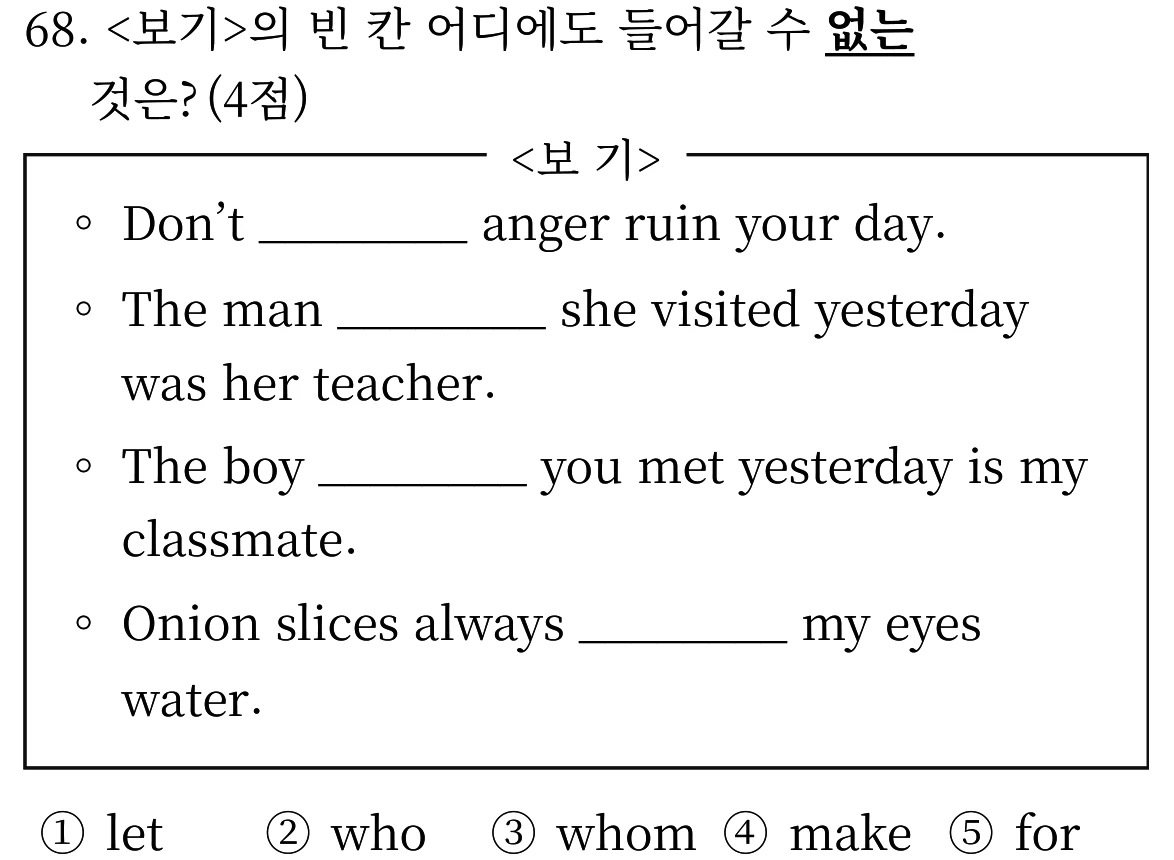 68. <보기>의 빈 칸 어디에도 들어갈 수 없는
것은? (4점)
<보 기>
◦ Don’t ________ anger ruin your day.
◦ The man ________ she visited yesterday
was her teacher.
◦ The boy ________ you met yesterday is my
classmate.
◦ Onion slices always ________ my eyes
water.
① let ② who ③ whom ④ make ⑤ for